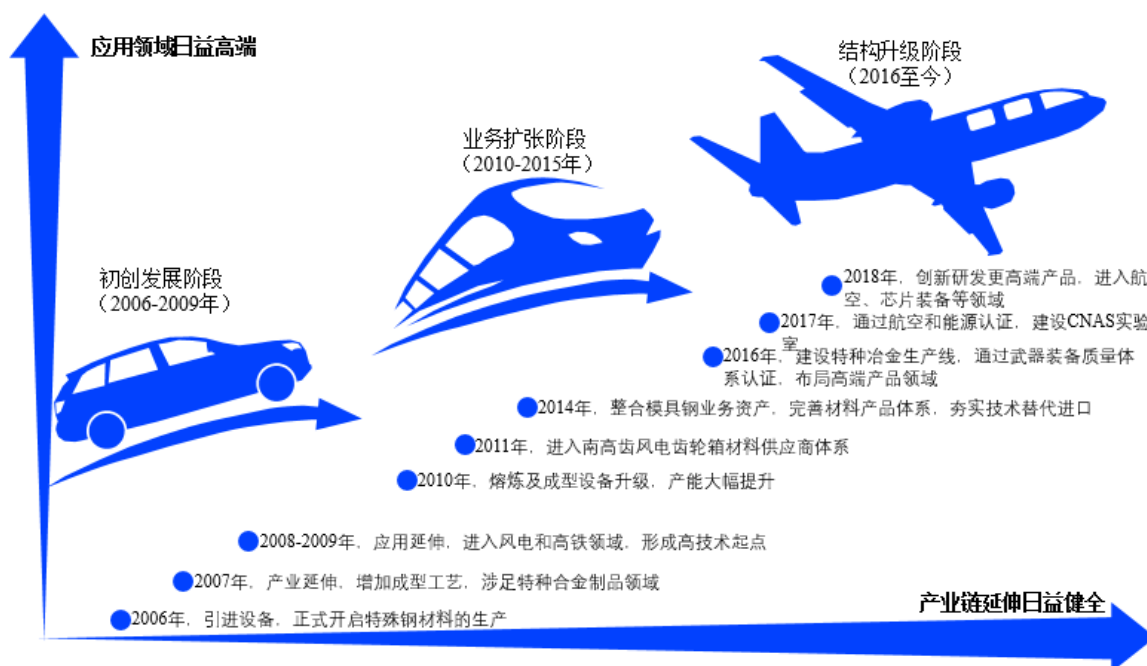 应用领域日益高端
结构升级阶段
（2016至今）
业务扩张阶段
（2010-2015年）
初创发展阶段
（2006-2009年）
2018年，创新研发更高端产品，进入航
空、芯片装备等领域
2017年，通过航空和能源认证，建设CNAS实验
室
2016年，建设特种冶金生产线，通过武器装备质量体
系认证，布局高端产品领域
2014年，整合模具钢业务资产，完善材料产品体系，夯实技术替代进口
2011年，进入南高齿风电齿轮箱材料供应商体系
2010年，熔炼及成型设备升级，产能大幅提升
2008-2009年，应用延伸，进入风电和高铁领域，形成高技术起点
2007年，产业延伸，增加成型工艺，涉足特种合金制品领域
2006年，引进设备，正式开启特殊钢材料的生产
产业链延伸日益健全